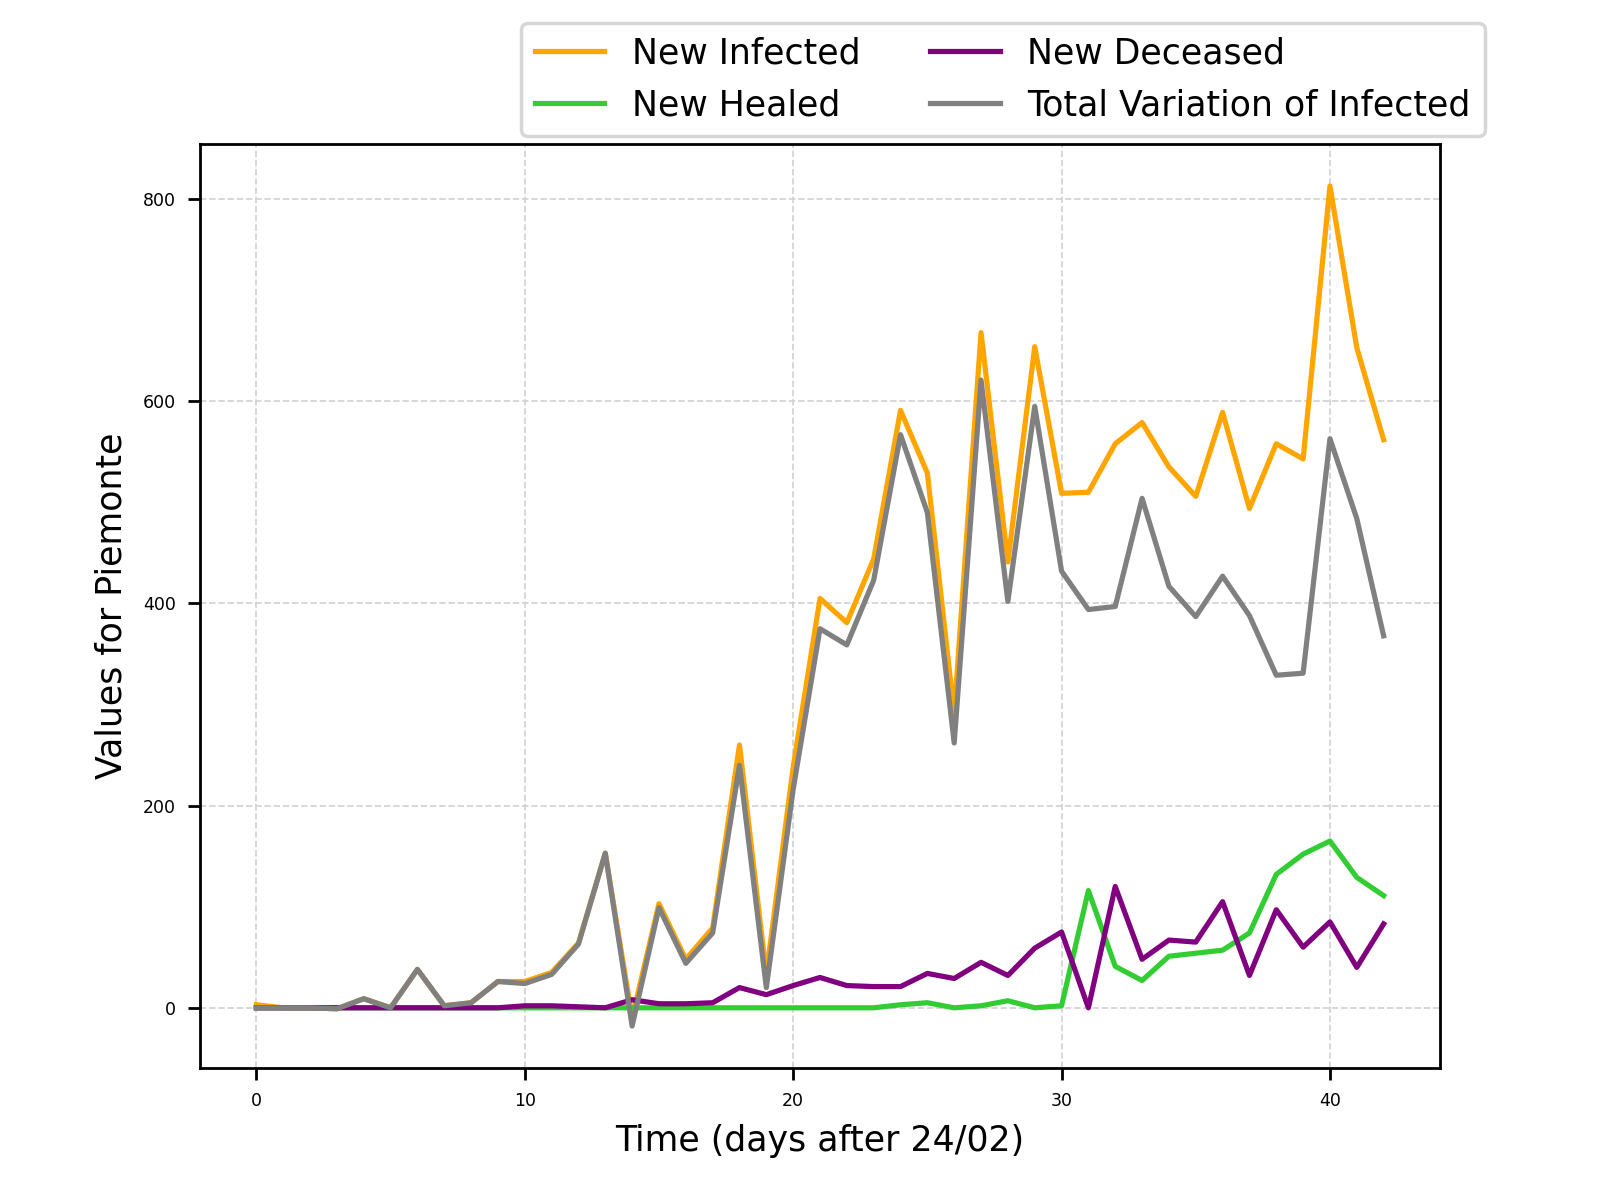 New Infected
New Healed
New Deceased
Total Variation of Infected
800
600
400
200
0
Values for Piemonte
0 10 20 30 40
Time (days after 24/02)